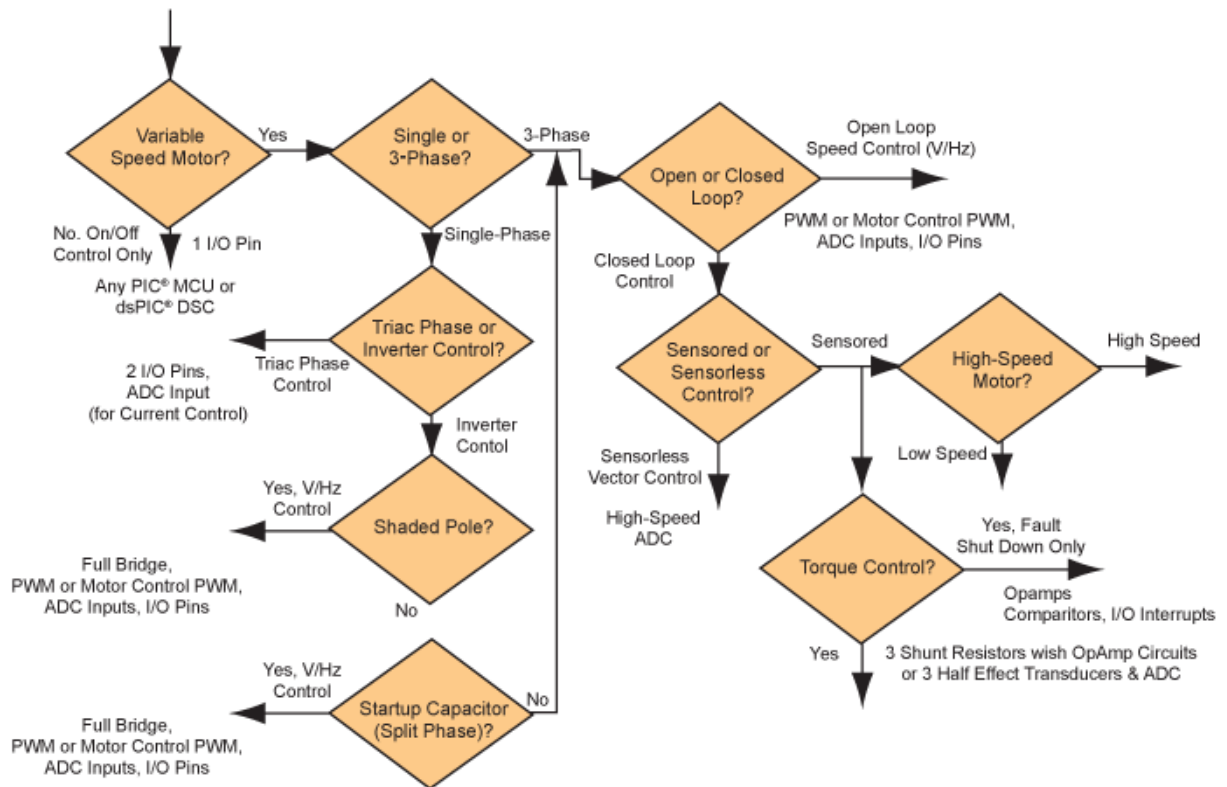 Variable
Speed Motor?
Yes
Single or
3-Phase?
3-Phase
Open or Closed
Loop?
Open Loop
Speed Control (V/Hz)
PWM or Motor Control PWM,
ADC Inputs, I/O Pins
No. On/Off
Control Only
1 I/O Pin
Any PIC® MCU or
dsPIC® DSC
Single-Phase
Closed Loop
Control
Triac Phase or
Inverter Control?
Triac Phase
Control
2 I/O Pins,
ADC Input
(for Current Control)
Inverter
Contol
Sensored or
Sensorless
Control?
Sensored
High-Speed
Motor?
High Speed
Low Speed
Sensorless
Vector Control
High-Speed
ADC
Shaded Pole?
Yes, V/Hz
Control
Full Bridge,
PWM or Motor Control PWM,
ADC Inputs, I/O Pins
No
Torque Control?
Yes, Fault
Shut Down Only
Opamps
Comparitors, I/O Interrupts
Yes
3 Shunt Resistors wish OpAmp Circuits
or 3 Half Effect Transducers & ADC
Startup Capacitor
(Split Phase)?
Yes, V/Hz
Control
No
Full Bridge,
PWM or Motor Control PWM,
ADC Inputs, I/O Pins